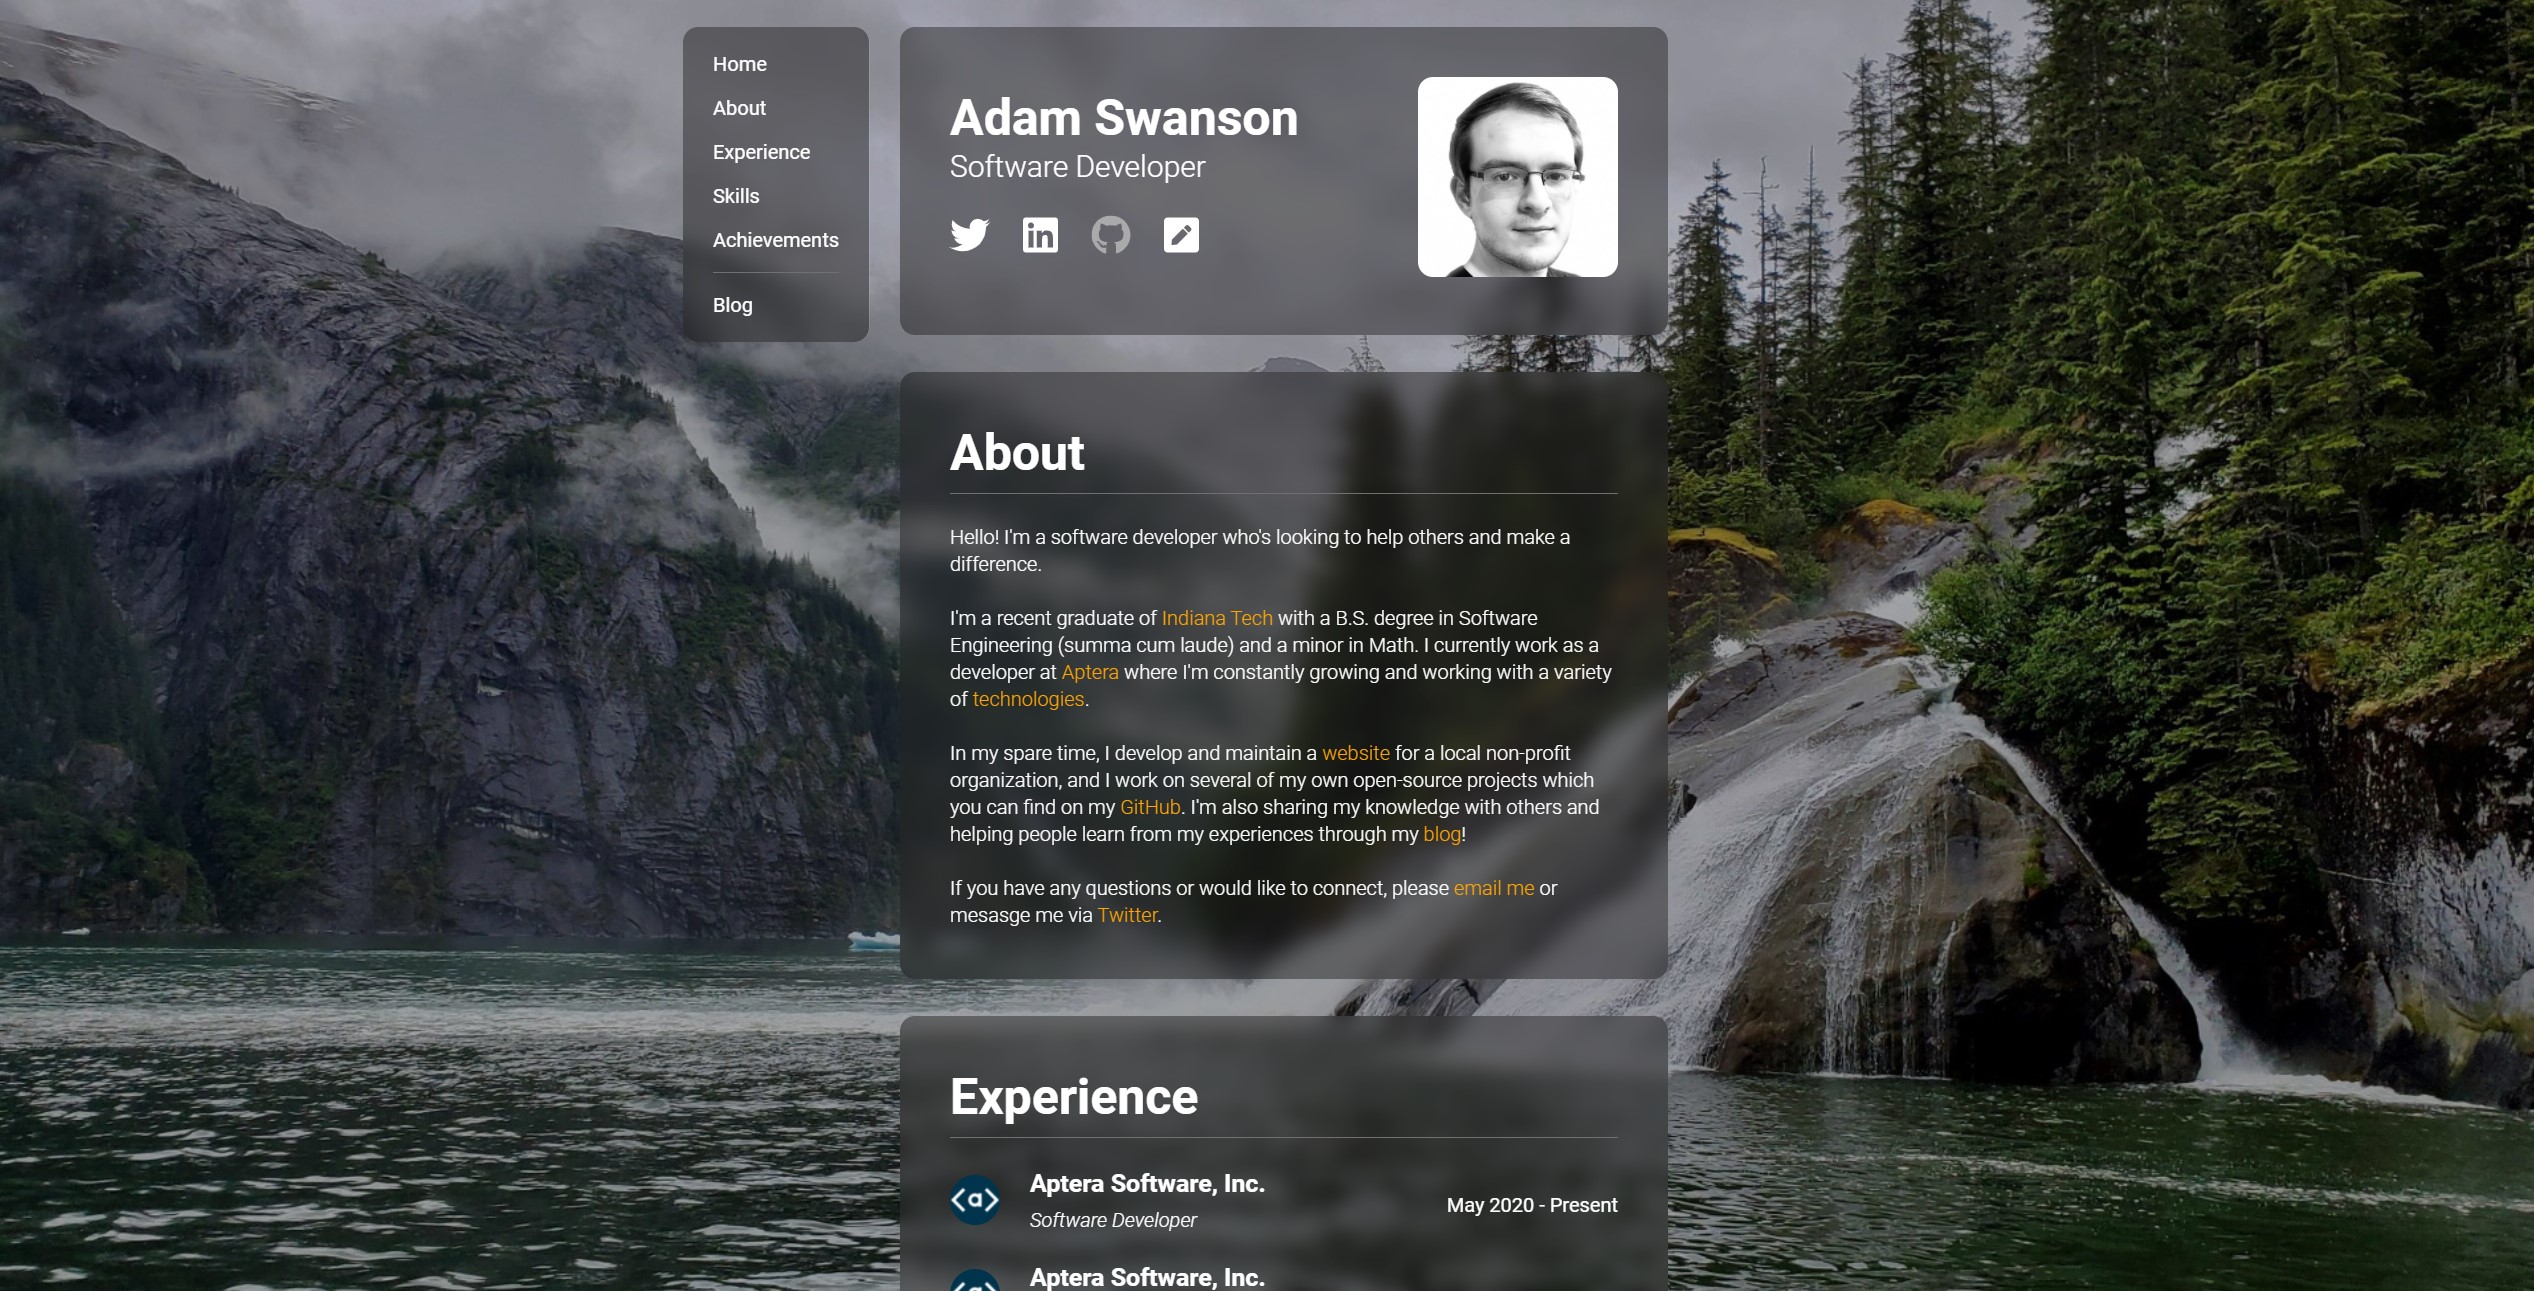 Home
About
Experience
Skills
Achievements
Blog
Adam Swanson
Software Developer
in
About
Hello! I'm a software developer who's looking to help others and make a
difference.
I'm a recent graduate of Indiana Tech with a B.S. degree in Software
Engineering (summa cum laude) and a minor in Math. I currently work as a
developer at Aptera where I'm constantly growing and working with a variety
of technologies.
In my spare time, I develop and maintain a website for a local non-profit
organization, and I work on several of my own open-source projects which
you can find on my GitHub. I'm also sharing my knowledge with others and
helping people learn from my experiences through my blog!
If you have any questions or would like to connect, please email me or
mesasge me via Twitter.
Experience
<a>
Aptera Software, Inc.
Software Developer
May 2020 - Present
<a>
Aptera Software, Inc.